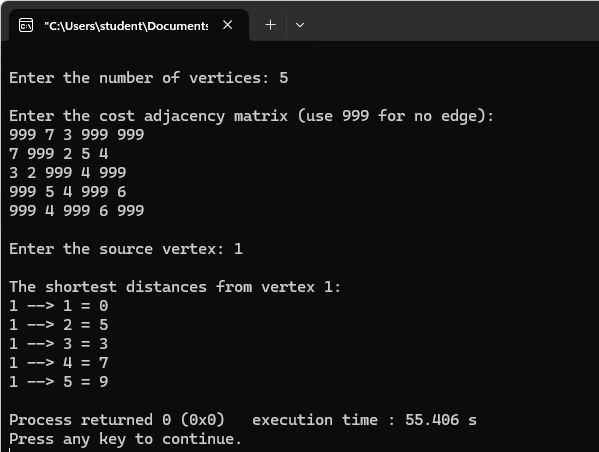 "C:\Users\student\Documents
Enter the number of vertices: 5
Enter the cost adjacency matrix (use 999 for no edge):
999 7 3 999 999
7 999 2 5 4
3 2 999 4 999
999 5 4 999 6
999 4 999 6 999
Enter the source vertex: 1
The shortest distances from vertex 1:
1 --> 1 = 0
1 --> 2 = 5
1 --> 3 = 3
1 --> 4 = 7
1 --> 5 = 9
Process returned 0 (0x0)   execution time : 55.406 s
Press any key to continue.